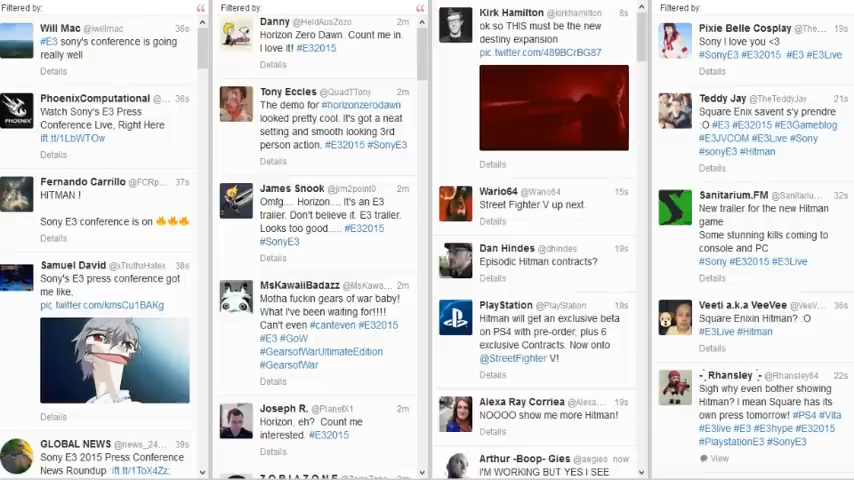 Filtered by:
Will Mac @iwillmac 36s
#E3 sony's conference is going
really well
Details
PhoenixComputational @... 36s
Watch Sony's E3 Press
Conference Live, Right Here
ift.tt/1LbWTOw
Details
Fernando Carrillo @FCRp... 37s
HITMAN !
Sony E3 conference is on 🔥🔥🔥
Details
Samuel David @xTruthxHatex 38s
Sony's E3 press conference got
me like,
pic.twitter.com/kmsCu1BAKg
Details
GLOBAL NEWS @news_24... 39s
Sony E3 2015 Press Conference
News Roundup ift.tt/1ToX4Zz:
Filtered by:
Danny @HeidAusZozo 2m
Horizon Zero Dawn. Count me in.
I love it! #E32015
Details
Tony Eccles @QuadTTony 2m
The demo for #horizonzerodawn
looked pretty cool. It's got a neat
setting and smooth looking 3rd
person action. #E32015 #SonyE3
Details
James Snook @jim2point0 2m
Omfg.... Horizon.... It's an E3
trailer. Don't believe it. E3 trailer.
Looks too good..... #E32015
#SonyE3
Details
MsKawaiiBadazz @MsKawa... 2m
Motha fuckin gears of war baby!
What I've been waiting for!!!!
Can't even #canteven #E32015
#E3 #GoW
#GearsofWarUltimateEdition
#GearsofWar
Details
Joseph R. @PlanetX1 2m
Horizon, eh? Count me
interested. #E32015
Details
Kirk Hamilton @kirkhamilton 8s
ok so THIS must be the new
destiny expansion
pic.twitter.com/489BCrBG87
Details
Wario64 @Wario64 15s
Street Fighter V up next
Details
Dan Hindes @dhindes 19s
Episodic Hitman contracts?
Details
PlayStation @PlayStation 19s
Hitman will get an exclusive beta
on PS4 with pre-order, plus 6
exclusive Contracts. Now onto
@StreetFighter V!
Details
Alexa Ray Corriea @Alexa... 19s
NOOOO show me more Hitman!
Details
Arthur -Boop- Gies @aegies now
I'M WORKING BUT YES I SEE
Filtered by:
Pixie Belle Cosplay @The... 19s
Sony I love you <3
#SonyE3 #E32015 #E3 #E3Live
Details
Teddy Jay @TheTeddyJay 21s
Square Enix savent s'y prendre
:O #E3 #E32015 #E3Gameblog
#E3JVCOM #E3Live #Sony
#sonyE3 #Hitman
Details
Sanitarium.FM @Sanitariu... 32s
New trailer for the new Hitman
game
Some stunning kills coming to
console and PC
#Sony #E32015 #E3Live
Details
Veeti a.k.a VeeVee @VeeV... 36s
Square Enixin Hitman? :O
#E3Live #Hitman
Details
-¸Rhansley ¸- @Rhansley64 22s
Sigh why even bother showing
Hitman? I mean Square has its
own press tomorrow! #PS4 #Vita
#E3live #E3 #E3hype #E32015
#PlaystationE3 #SonyE3
View